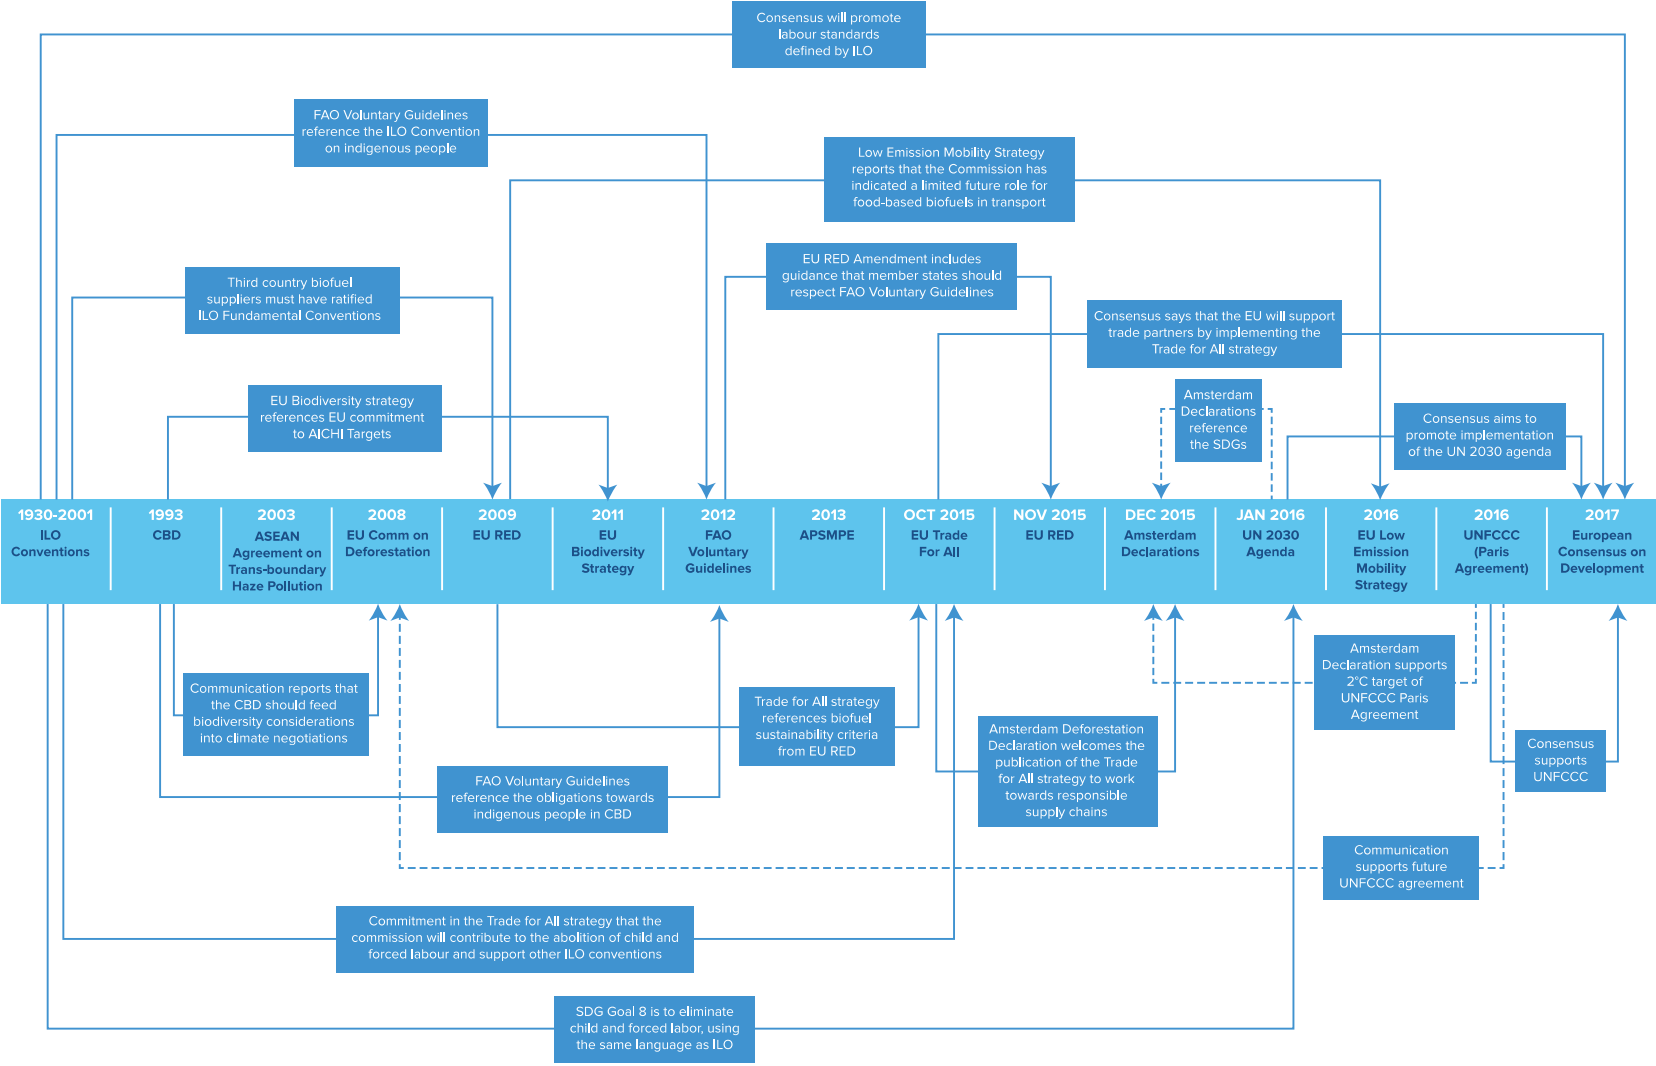 Consensus will promote
labour standards
defined by ILO
FAO Voluntary Guidelines
reference the ILO Convention
on indigenous people
Low Emission Mobility Strategy
reports that the Commission has
indicated a limited future role for
food-based biofuels in transport
EU RED Amendment includes
guidance that member states should
respect FAO Voluntary Guidelines
Third country biofuel
suppliers must have ratified
ILO Fundamental Conventions
Consensus says that the EU will support
trade partners by implementing the
Trade for All strategy
EU Biodiversity strategy
references EU commitment
to AICHI Targets
Amsterdam
Declarations
reference
the SDGs
Consensus aims to
promote implementation
of the UN 2030 agenda
1930-2001
ILO
Conventions
1993
CBD
2003
ASEAN
Agreement on
Trans-boundary
Haze Pollution
2008
EU Comm on
Deforestation
2009
EU RED
2011
EU
Biodiversity
Strategy
2012
FAO
Voluntary
Guidelines
2013
APSMPE
OCT 2015
EU Trade
For All
NOV 2015
EU RED
DEC 2015
Amsterdam
Declarations
JAN 2016
UN 2030
Agenda
2016
EU Low
Emission
Mobility
Strategy
2016
UNFCCC
(Paris
Agreement)
2017
European
Consensus on
Development
Communication reports that
the CBD should feed
biodiversity considerations
into climate negotiations
Trade for All strategy
references biofuel
sustainability criteria
from EU RED
Amsterdam
Declaration supports
2°C target of
UNFCCC Paris
Agreement
Amsterdam Deforestation
Declaration welcomes the
publication of the Trade
for All strategy to work
towards responsible
supply chains
Consensus
supports
UNFCCC
FAO Voluntary Guidelines
reference the obligations towards
indigenous people in CBD
Communication
supports future
UNFCCC agreement
Commitment in the Trade for All strategy that the
commission will contribute to the abolition of child and
forced labour and support other ILO conventions
SDG Goal 8 is to eliminate
child and forced labor, using
the same language as ILO